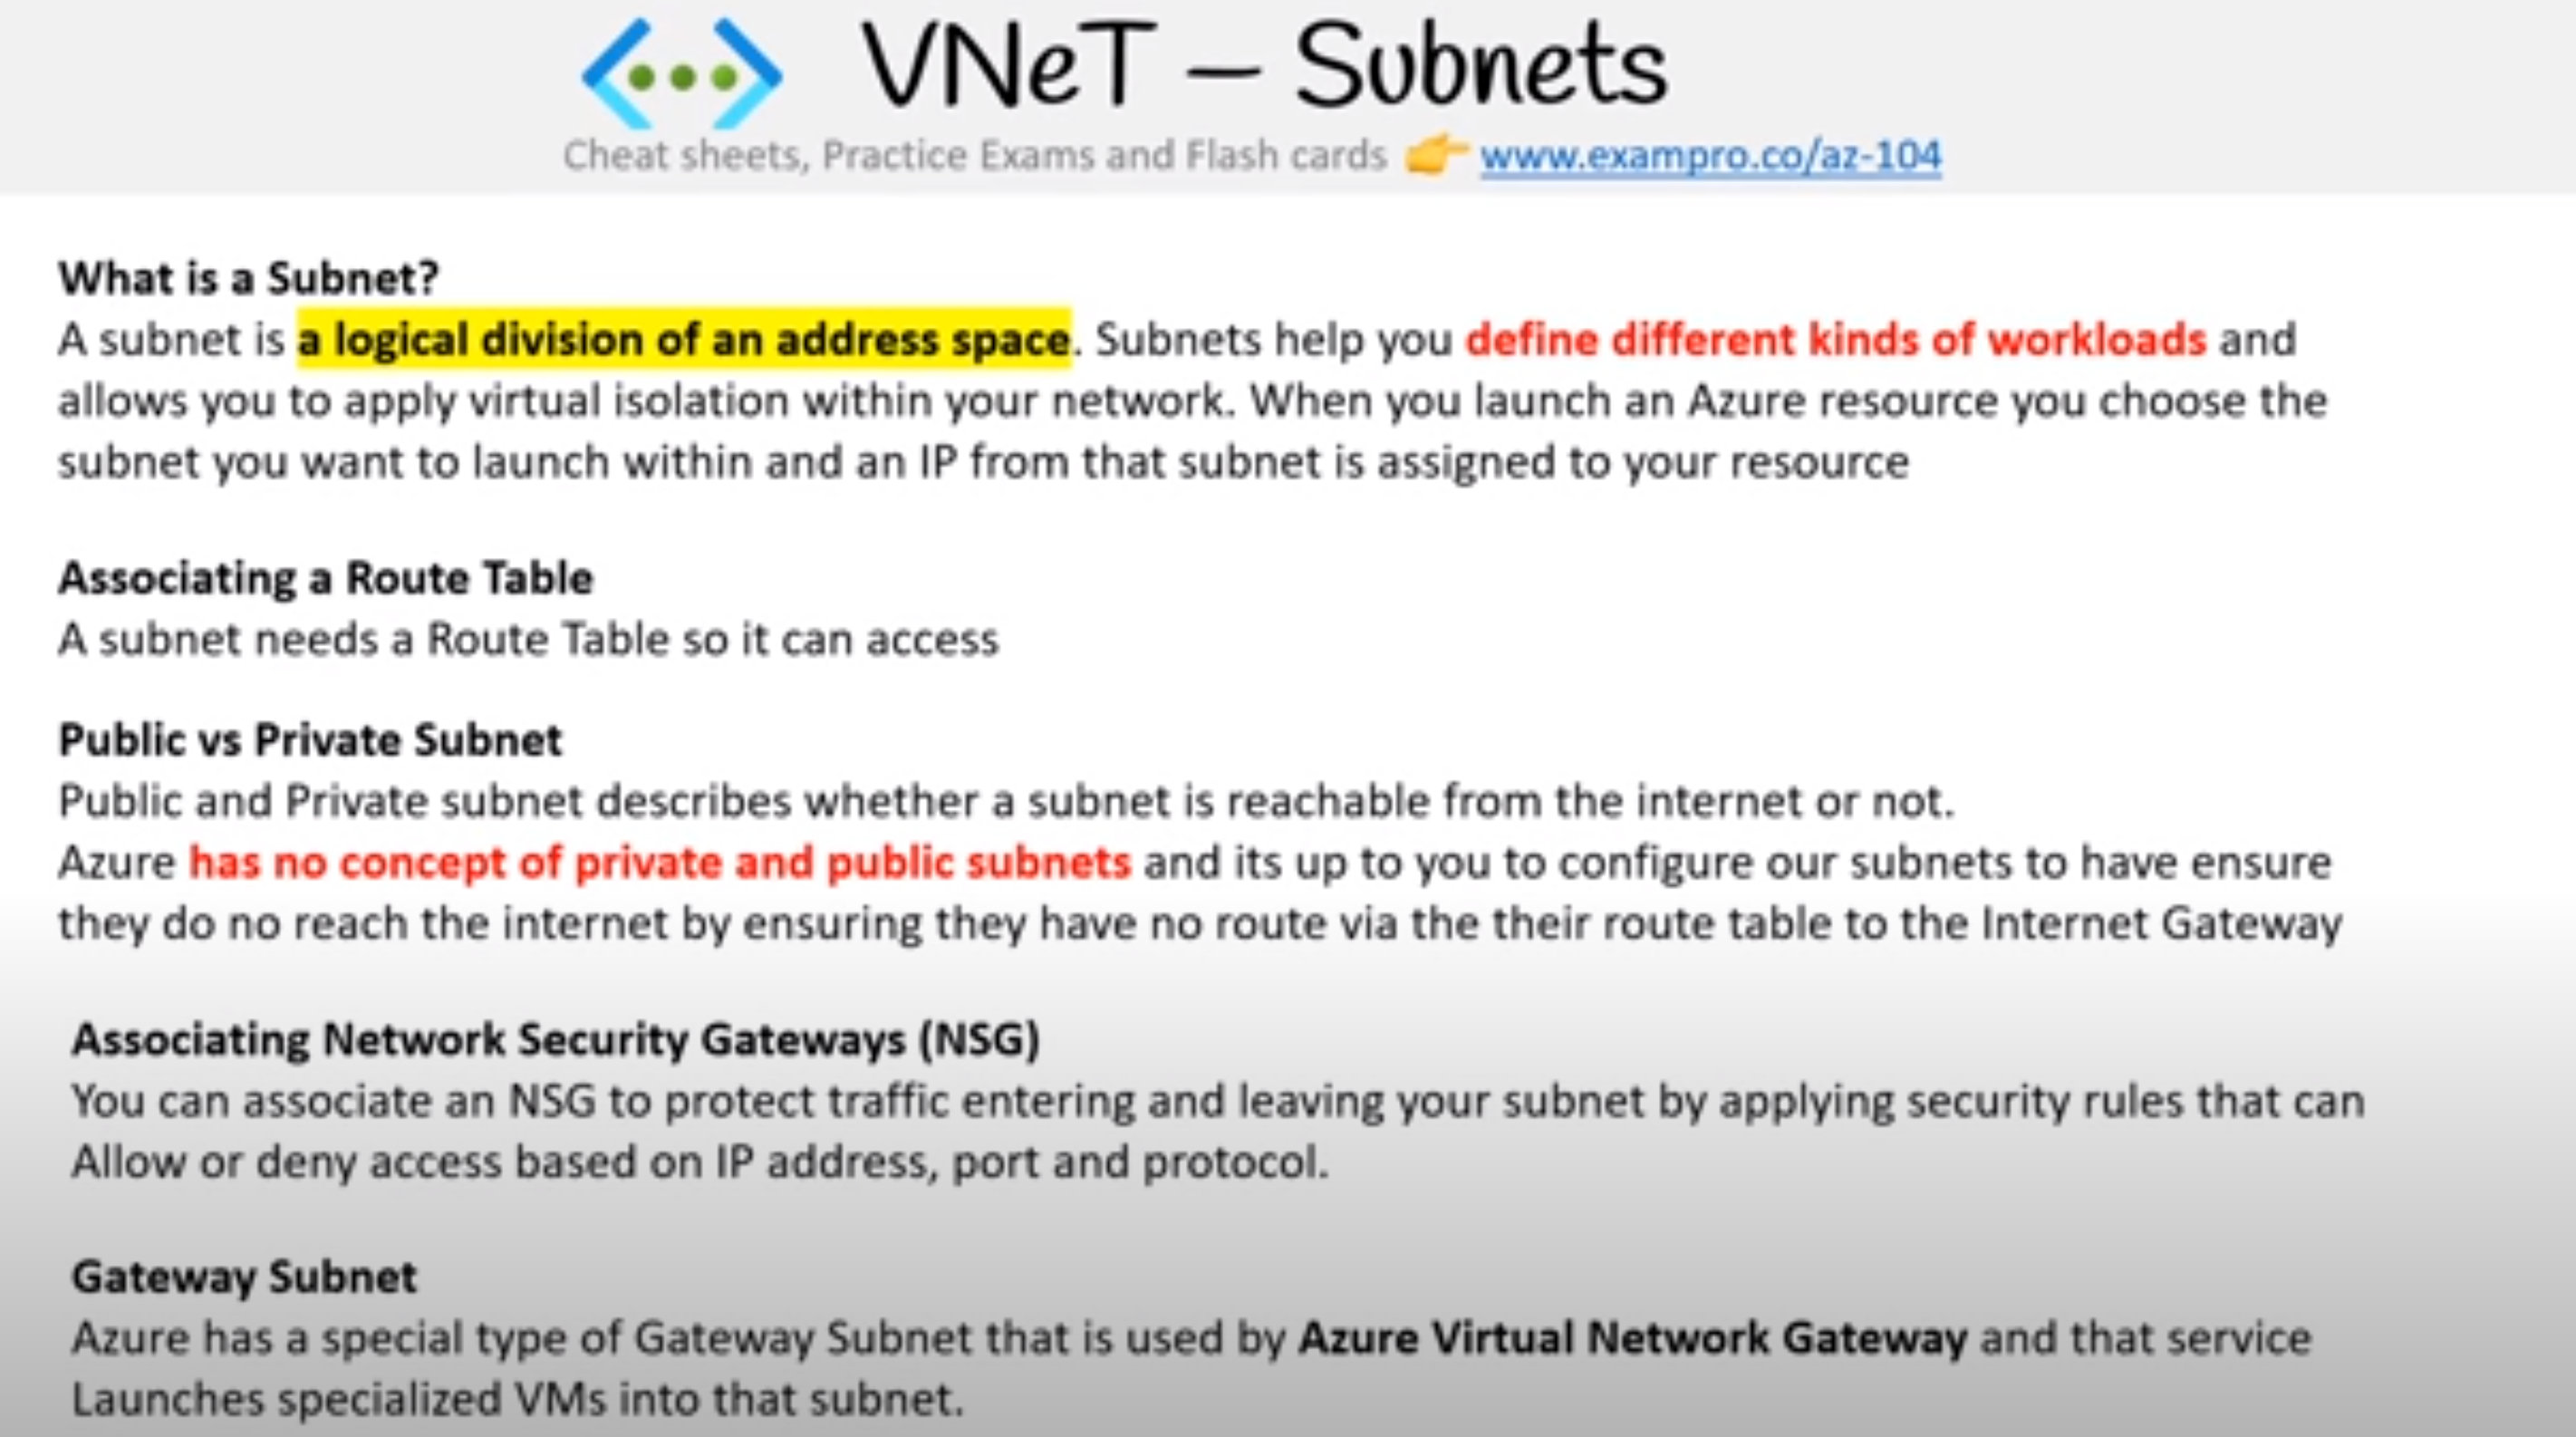 VNeT – Subnets
Cheat sheets, Practice Exams and Flash cards 👉 www.exampro.co/az-104
What is a Subnet?
A subnet is a logical division of an address space. Subnets help you define different kinds of workloads and
allows you to apply virtual isolation within your network. When you launch an Azure resource you choose the
subnet you want to launch within and an IP from that subnet is assigned to your resource
Associating a Route Table
A subnet needs a Route Table so it can access
Public vs Private Subnet
Public and Private subnet describes whether a subnet is reachable from the internet or not.
Azure has no concept of private and public subnets and its up to you to configure our subnets to have ensure
they do no reach the internet by ensuring they have no route via the their route table to the Internet Gateway
Associating Network Security Gateways (NSG)
You can associate an NSG to protect traffic entering and leaving your subnet by applying security rules that can
Allow or deny access based on IP address, port and protocol.
Gateway Subnet
Azure has a special type of Gateway Subnet that is used by Azure Virtual Network Gateway and that service
Launches specialized VMs into that subnet.